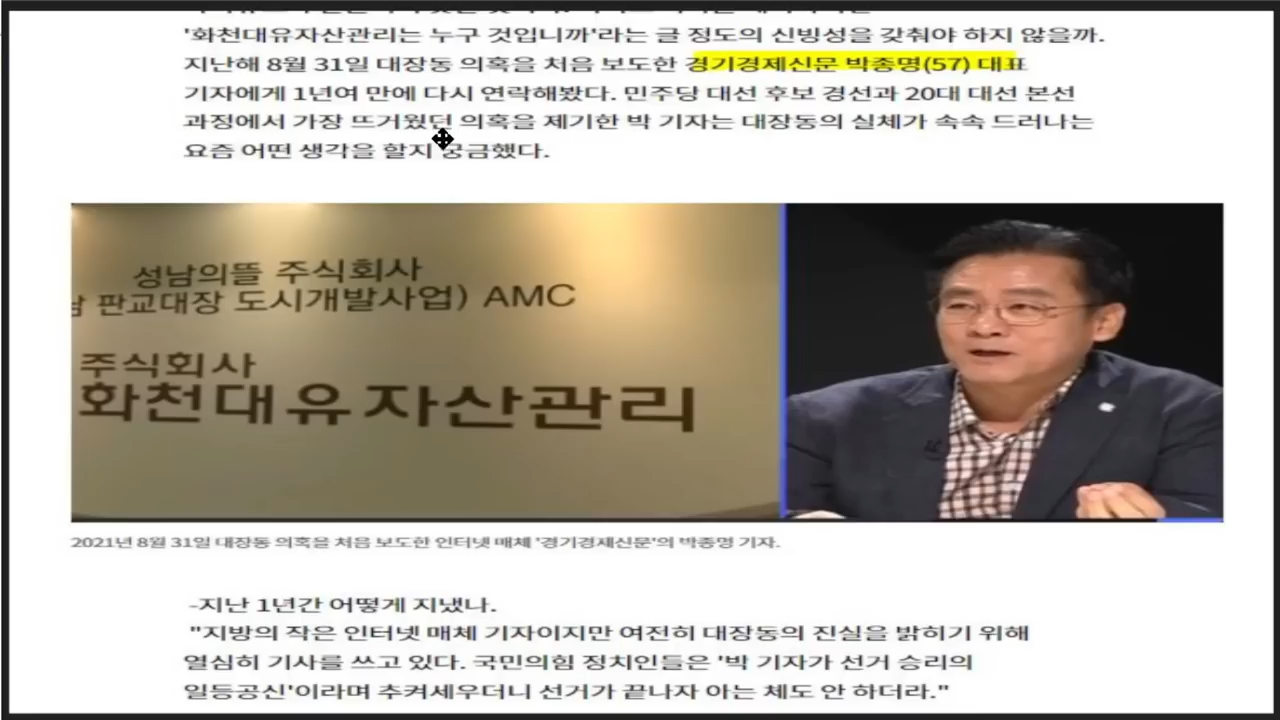 '화천대유자산관리는 누구 것입니까'라는 글 정도의 신빙성을 갖춰야 하지 않을까.
지난해 8월 31일 대장동 의혹을 처음 보도한 경기경제신문 박종명(57) 대표
기자에게 1년여 만에 다시 연락해봤다. 민주당 대선 후보 경선과 20대 대선 본선
과정에서 가장 뜨거웠던 의혹을 제기한 박 기자는 대장동의 실체가 속속 드러나는
요즘 어떤 생각을 할지 궁금했다.
성남의뜰 주식회사
남 판교대장 도시개발사업) AMC
주식회사
화천대유자산관리
2021년 8월 31일 대장동 의혹을 처음 보도한 인터넷 매체 '경기경제신문'의 박종명 기자.
-지난 1년간 어떻게 지냈나.
"지방의 작은 인터넷 매체 기자이지만 여전히 대장동의 진실을 밝히기 위해
열심히 기사를 쓰고 있다. 국민의힘 정치인들은 '박 기자가 선거 승리의
일등공신'이라며 추켜세우더니 선거가 끝나자 아는 체도 안 하더라."